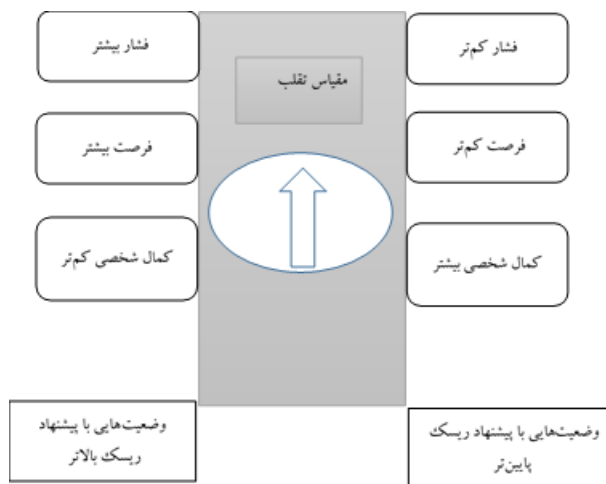 فشار کم‌تر
مقیاس تقلب
فشار بیشتر
فرصت کم‌تر
فرصت بیشتر
کمال شخصی بیشتر
کمال شخصی کم‌تر
وضعیت‌هایی با پیشنهاد ریسک
پایین‌تر
وضعیت‌هایی با پیشنهاد
ریسک بالاتر